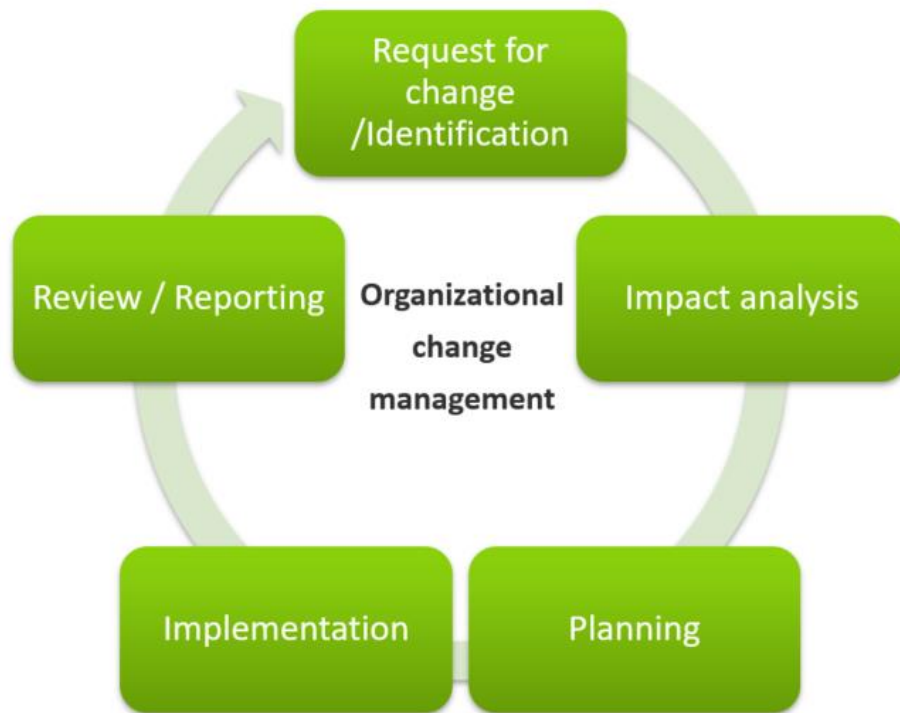 Request for
change
/Identification
Impact analysis
Planning
Implementation
Review / Reporting
Organizational
change
management